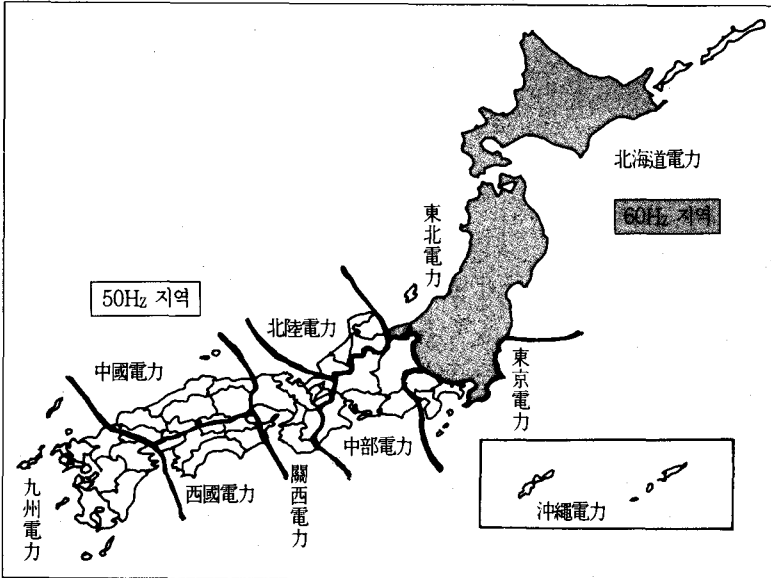 北海道電力
60Hz 지역
東北電力
50Hz 지역
北陸電力
中國電力
東京電力
中部電力
西國電力
關西電力
九州電力
沖繩電力